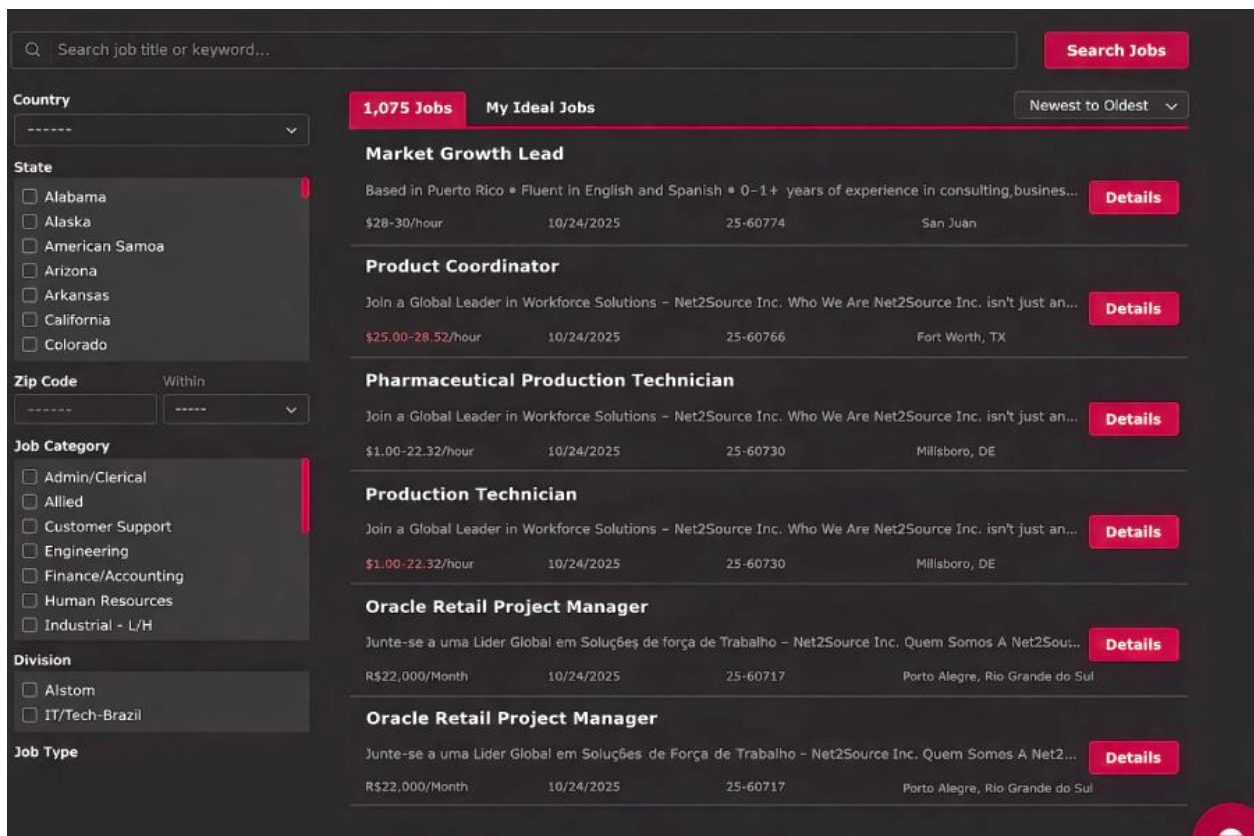 Search job title or keyword...
Search Jobs
Country
------
State
Alabama
Alaska
American Samoa
Arizona
Arkansas
California
Colorado
Zip Code Within
------ -----
Job Category
Admin/Clerical
Allied
Customer Support
Engineering
Finance/Accounting
Human Resources
Industrial - L/H
Division
Alstom
IT/Tech-Brazil
Job Type
1,075 Jobs My Ideal Jobs Newest to Oldest
Market Growth Lead
Based in Puerto Rico • Fluent in English and Spanish • 0–1+ years of experience in consulting,busines...
Details
$28-30/hour 10/24/2025 25-60774 San Juan
Product Coordinator
Join a Global Leader in Workforce Solutions – Net2Source Inc. Who We Are Net2Source Inc. isn't just an...
Details
$25.00-28.52/hour 10/24/2025 25-60766 Fort Worth, TX
Pharmaceutical Production Technician
Join a Global Leader in Workforce Solutions – Net2Source Inc. Who We Are Net2Source Inc. isn't just an...
Details
$1.00-22.32/hour 10/24/2025 25-60730 Millsboro, DE
Production Technician
Join a Global Leader in Workforce Solutions – Net2Source Inc. Who We Are Net2Source Inc. isn't just an...
Details
$1.00-22.32/hour 10/24/2025 25-60730 Millsboro, DE
Oracle Retail Project Manager
Junte-se a uma Lider Global em Soluções de força de Trabalho – Net2Source Inc. Quem Somos A Net2Sou...
Details
R$22,000/Month 10/24/2025 25-60717 Porto Alegre, Rio Grande do Sul
Oracle Retail Project Manager
Junte-se a uma Lider Global em Soluções de Força de Trabalho – Net2Source Inc. Quem Somos A Net2...
Details
R$22,000/Month 10/24/2025 25-60717 Porto Alegre, Rio Grande do Sul